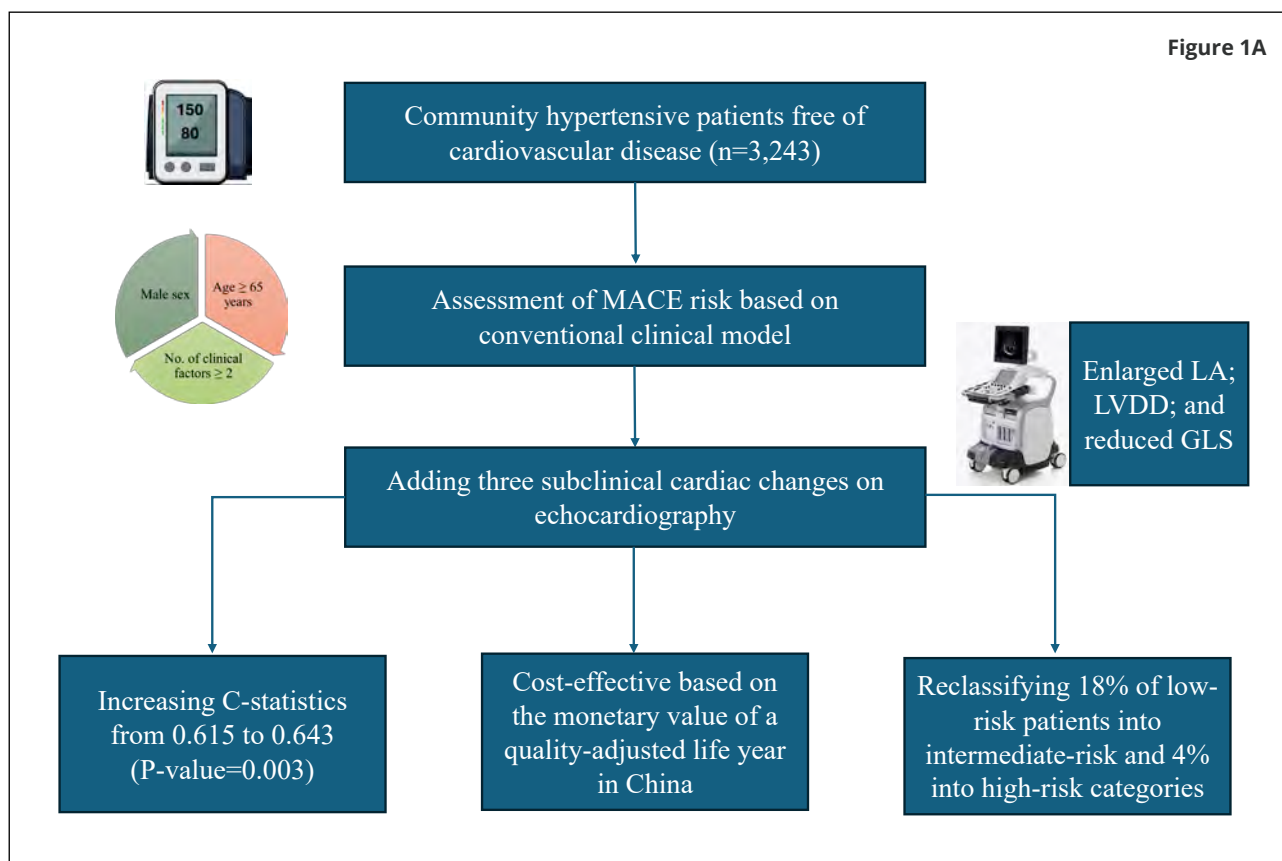 Figure 1A
150
80
Community hypertensive patients free of
cardiovascular disease (n=3,243)
Male sex
Age ≥ 65
years
No. of clinical
factors ≥ 2
Assessment of MACE risk based on
conventional clinical model
Enlarged LA;
LVDD; and
reduced GLS
Adding three subclinical cardiac changes on
echocardiography
Increasing C-statistics
from 0.615 to 0.643
(P-value=0.003)
Cost-effective based on
the monetary value of a
quality-adjusted life year
in China
Reclassifying 18% of low-
risk patients into
intermediate-risk and 4%
into high-risk categories